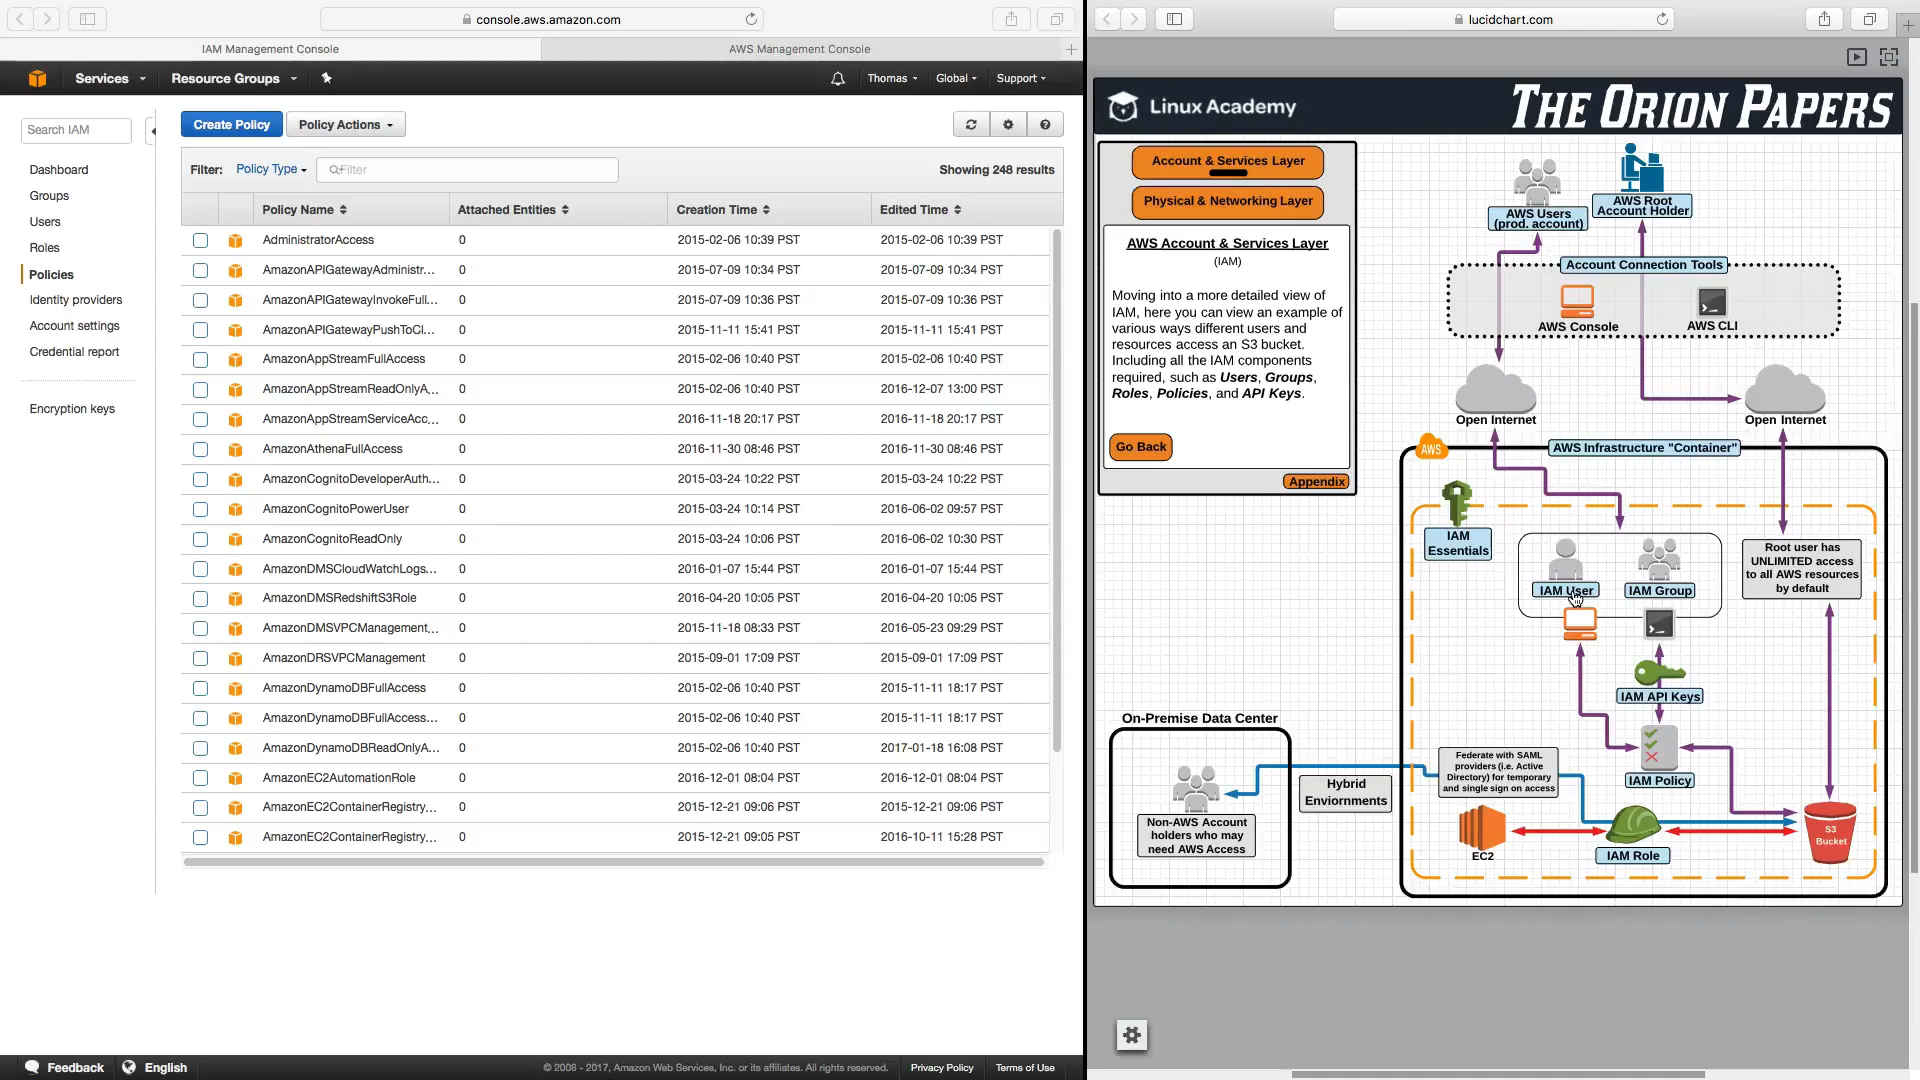 console.aws.amazon.com
IAM Management Console
AWS Management Console
Services
Resource Groups
Thomas
Global
Support
Search IAM
Dashboard
Groups
Users
Roles
Policies
Identity providers
Account settings
Credential report
Encryption keys
Create Policy
Policy Actions
Filter:
Policy Type
Filter
Showing 248 results
Policy Name
Attached Entities
Creation Time
Edited Time
AdministratorAccess 0 2015-02-06 10:39 PST 2015-02-06 10:39 PST
AmazonAPIGatewayAdministr... 0 2015-07-09 10:34 PST 2015-07-09 10:34 PST
AmazonAPIGatewayInvokeFull... 0 2015-07-09 10:36 PST 2015-07-09 10:36 PST
AmazonAPIGatewayPushToCl... 0 2015-11-11 15:41 PST 2015-11-11 15:41 PST
AmazonAppStreamFullAccess 0 2015-02-06 10:40 PST 2015-02-06 10:40 PST
AmazonAppStreamReadOnlyA... 0 2015-02-06 10:40 PST 2016-12-07 13:00 PST
AmazonAppStreamServiceAcc... 0 2016-11-18 20:17 PST 2016-11-18 20:17 PST
AmazonAthenaFullAccess 0 2016-11-30 08:46 PST 2016-11-30 08:46 PST
AmazonCognitoDeveloperAuth... 0 2015-03-24 10:22 PST 2015-03-24 10:22 PST
AmazonCognitoPowerUser 0 2015-03-24 10:14 PST 2016-06-02 09:57 PST
AmazonCognitoReadOnly 0 2015-03-24 10:06 PST 2016-06-02 10:30 PST
AmazonDMSCloudWatchLogs... 0 2016-01-07 15:44 PST 2016-01-07 15:44 PST
AmazonDMSRedshiftS3Role 0 2016-04-20 10:05 PST 2016-04-20 10:05 PST
AmazonDMSVPCManagement... 0 2015-11-18 08:33 PST 2016-05-23 09:29 PST
AmazonDRSVPCManagement 0 2015-09-01 17:09 PST 2015-09-01 17:09 PST
AmazonDynamoDBFullAccess 0 2015-02-06 10:40 PST 2015-11-11 18:17 PST
AmazonDynamoDBFullAccess... 0 2015-02-06 10:40 PST 2015-11-11 18:17 PST
AmazonDynamoDBReadOnlyA... 0 2015-02-06 10:40 PST 2017-01-18 16:08 PST
AmazonEC2AutomationRole 0 2016-12-01 08:04 PST 2016-12-01 08:04 PST
AmazonEC2ContainerRegistry... 0 2015-12-21 09:06 PST 2015-12-21 09:06 PST
AmazonEC2ContainerRegistry... 0 2015-12-21 09:05 PST 2016-10-11 15:28 PST
Feedback
English
© 2008 - 2017, Amazon Web Services, Inc. or its affiliates. All rights reserved.
Privacy Policy
Terms of Use
lucidchart.com
Linux Academy
THE ORION PAPERS
Account & Services Layer
Physical & Networking Layer
AWS Account & Services Layer
(IAM)
Moving into a more detailed view of
IAM, here you can view an example of
various ways different users and
resources access an S3 bucket.
Including all the IAM components
required, such as Users, Groups,
Roles, Policies, and API Keys.
Go Back
Appendix
AWS Users
(prod. account)
AWS Root
Account Holder
Account Connection Tools
AWS Console
AWS CLI
Open Internet
Open Internet
AWS
AWS Infrastructure "Container"
IAM
Essentials
IAM User
IAM Group
Root user has
UNLIMITED access
to all AWS resources
by default
IAM API Keys
On-Premise Data Center
Non-AWS Account
holders who may
need AWS Access
Hybrid
Enviornments
Federate with SAML
providers (i.e. Active
Directory) for temporary
and single sign on access
IAM Policy
EC2
IAM Role
S3
Bucket